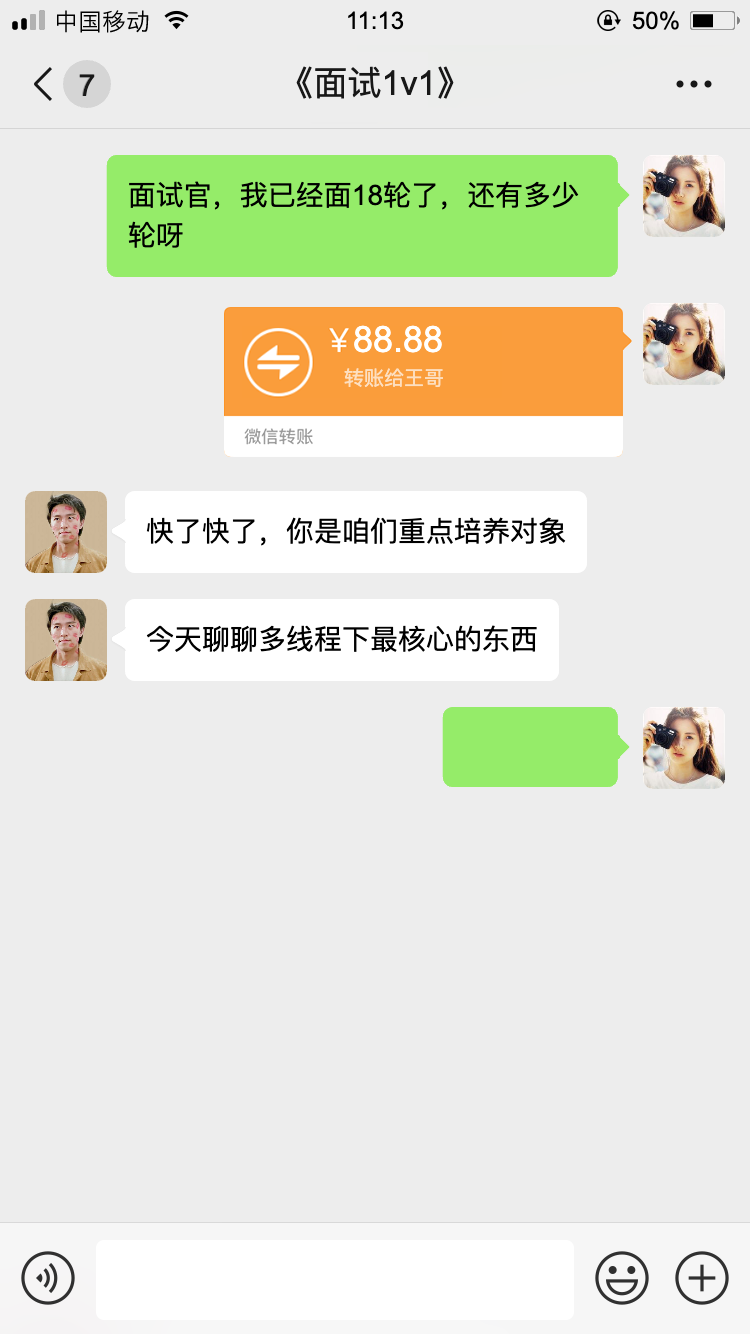 中国移动
11:13
50%
7
《面试1v1》
面试官，我已经面18轮了，还有多少
轮呀
¥88.88
转账给王哥
微信转账
快了快了，你是咱们重点培养对象
今天聊聊多线程下最核心的东西